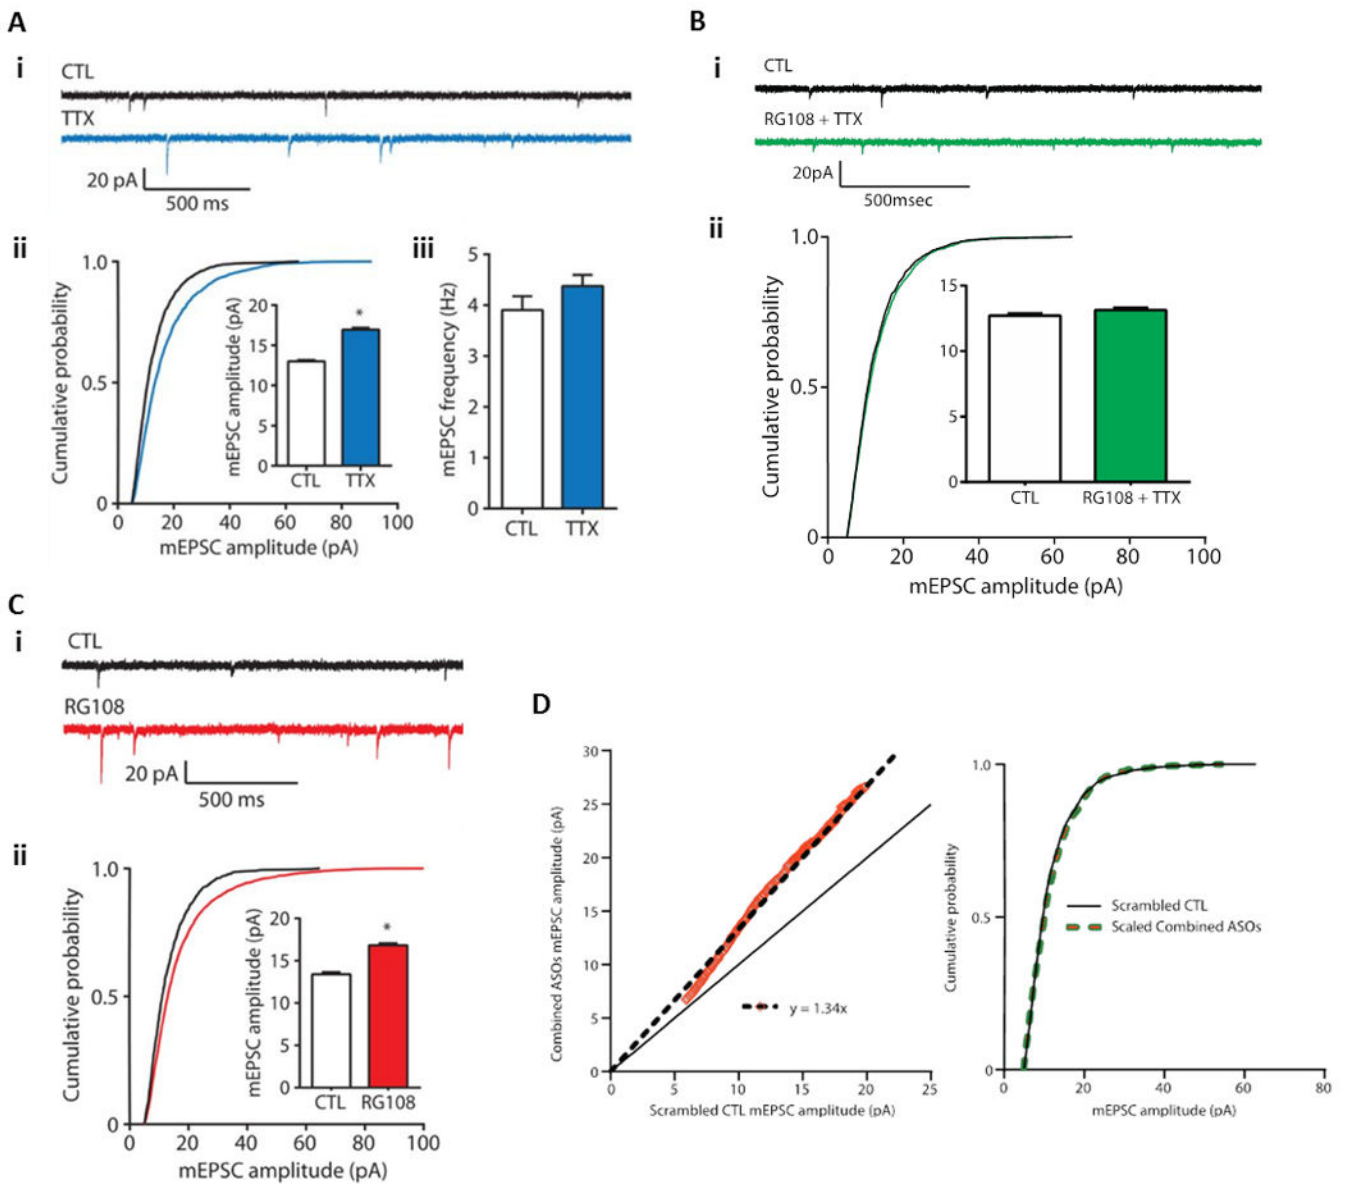 A
i
CTL
TTX
20 pA
500 ms
ii
Cumulative probability
1.0
0.5
0
0 20 40 60 80 100
mEPSC amplitude (pA)
mEPSC amplitude (pA)
20
15
10
5
0
*
CTL TTX
iii
mEPSC frequency (Hz)
5
4
3
2
1
0
CTL TTX
B
i
CTL
RG108 + TTX
20pA
500msec
ii
Cumulative probability
1.0
0.5
0
0 20 40 60 80 100
mEPSC amplitude (pA)
15
10
5
0
CTL RG108 + TTX
C
i
CTL
RG108
20 pA
500 ms
ii
Cumulative probability
1.0
0.5
0
0 20 40 60 80 100
mEPSC amplitude (pA)
mEPSC amplitude (pA)
20
15
10
5
0
*
CTL RG108
D
Combined ASOs mEPSC amplitude (pA)
30
25
20
15
10
5
0
0 5 10 15 20 25
Scrambled CTL mEPSC amplitude (pA)
y = 1.34x
Cumulative probability
1.0
0.5
0
0 20 40 60 80
mEPSC amplitude (pA)
Scrambled CTL
Scaled Combined ASOs